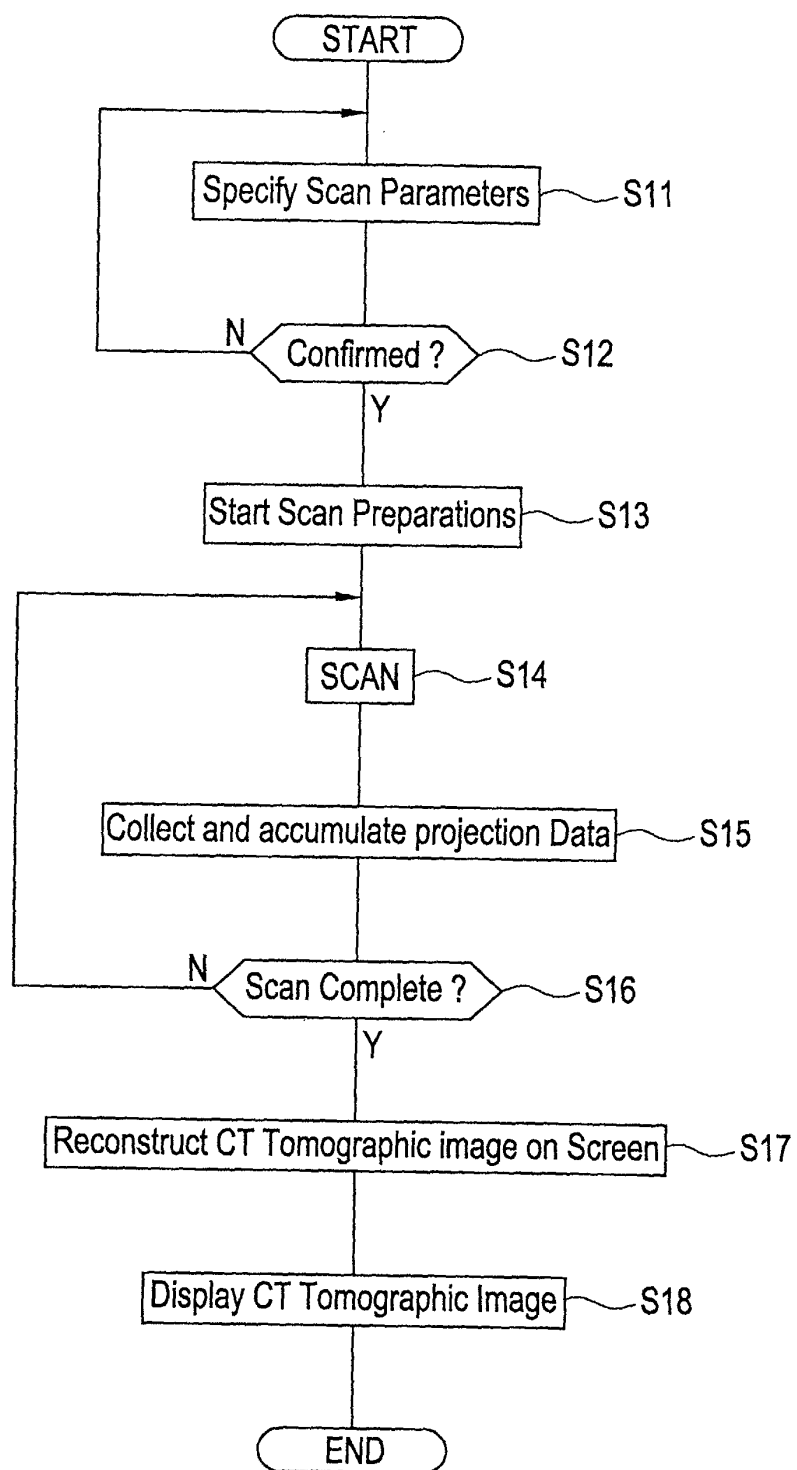 START
Specify Scan Parameters
S11
N
Confirmed ?
S12
Y
Start Scan Preparations
S13
SCAN
S14
Collect and accumulate projection Data
S15
N
Scan Complete ?
S16
Y
Reconstruct CT Tomographic image on Screen
S17
Display CT Tomographic Image
S18
END